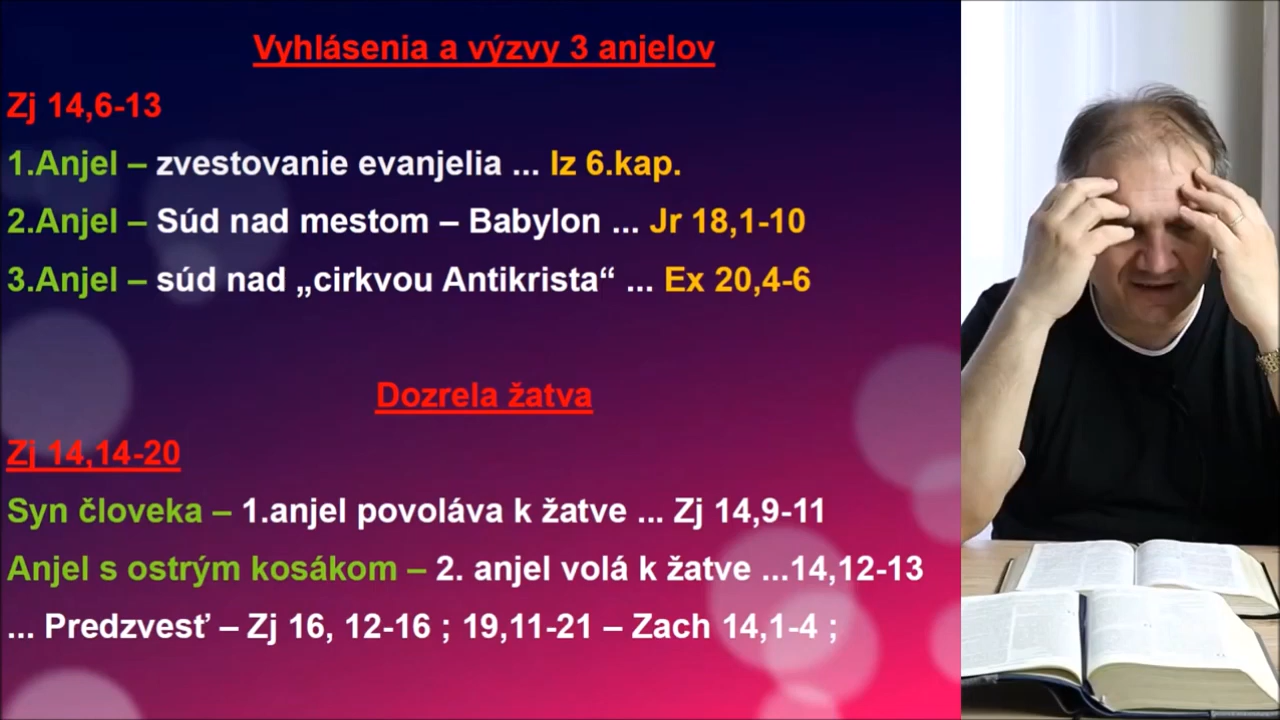 Vyhlásenia a výzvy 3 anjelov
Zj 14,6-13
1.Anjel – zvestovanie evanjelia ... Iz 6.kap.
2.Anjel – Súd nad mestom – Babylon ... Jr 18,1-10
3.Anjel – súd nad „cirkvou Antikrista“ ... Ex 20,4-6
Dozrela žatva
Zj 14,14-20
Syn človeka – 1.anjel povoláva k žatve ... Zj 14,9-11
Anjel s ostrým kosákom – 2. anjel volá k žatve ...14,12-13
... Predzvesť – Zj 16, 12-16 ; 19,11-21 – Zach 14,1-4 ;